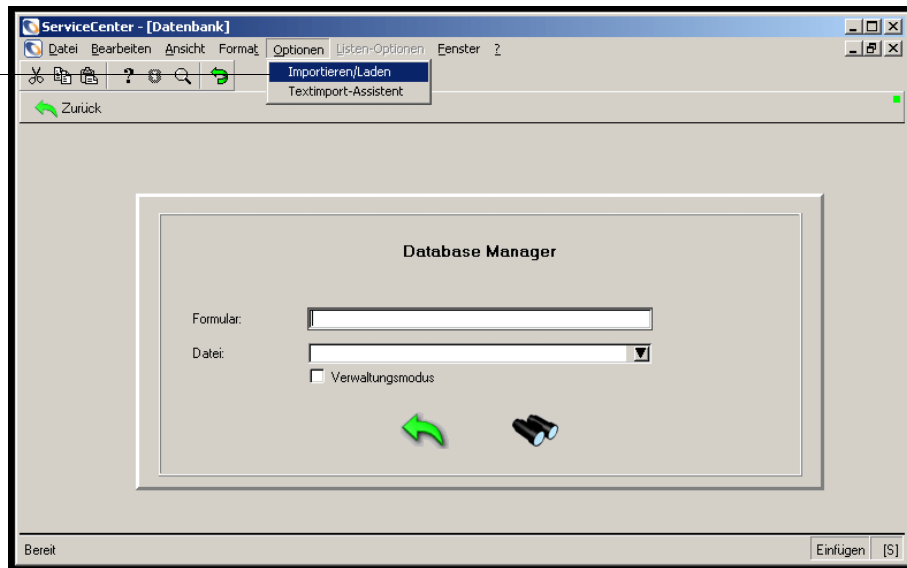 ServiceCenter - [Datenbank]
Datei Bearbeiten Ansicht Format Optionen Listen-Optionen Fenster ?
Importieren/Laden
Textimport-Assistent
Zurück
Database Manager
Formular:
Datei:
Verwaltungsmodus
Bereit Einfügen [S]